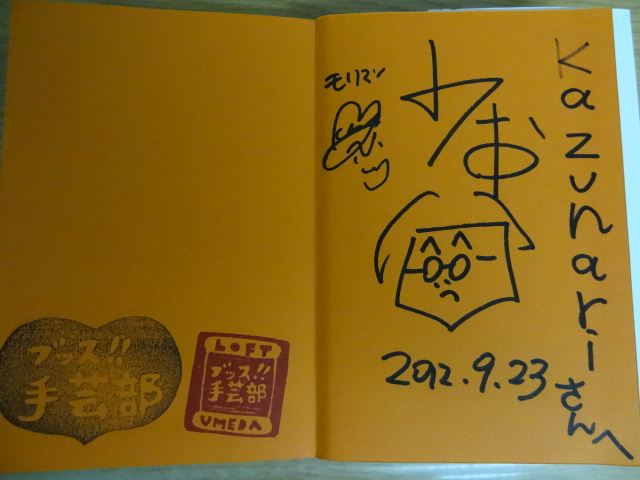 ブッス!!
手芸部
LOFT
ブッス!!
手芸部
UMEDA
モリマン
Kazunariさんへ
2012.9.23